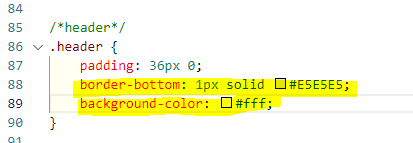 84
85 /*header*/
86 .header {
87 padding: 36px 0;
88 border-bottom: 1px solid #E5E5E5;
89 background-color: #fff;
90 }
91